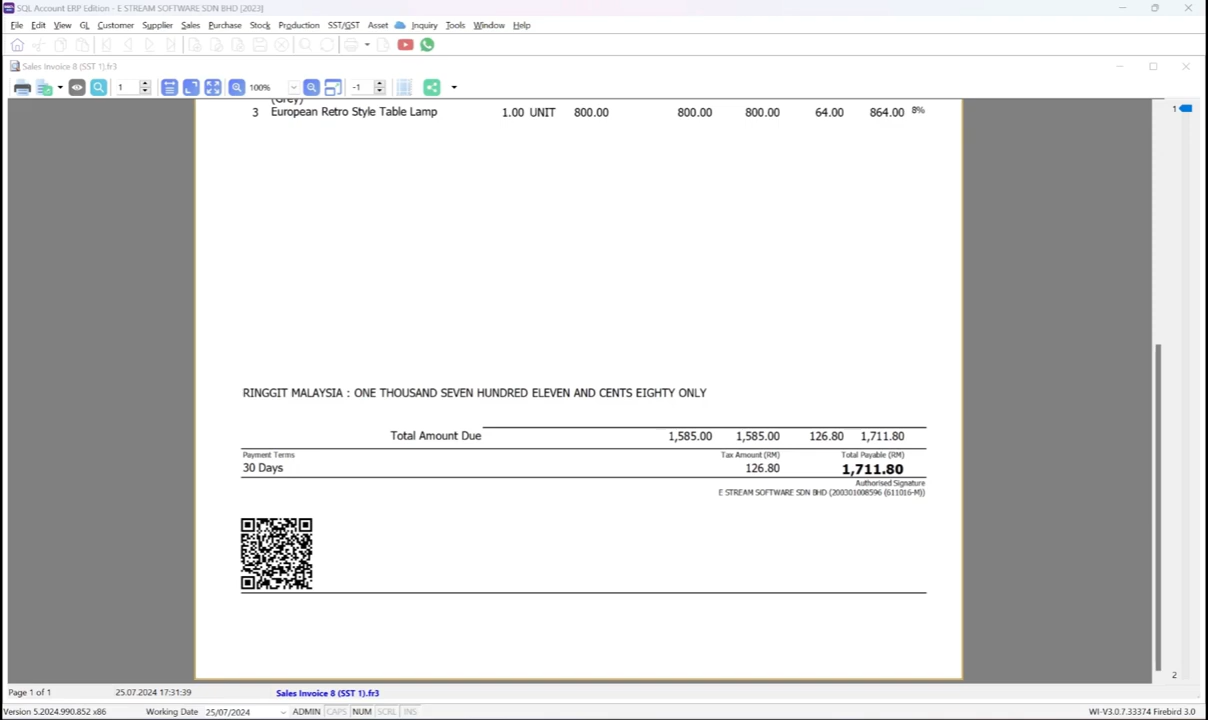 SQL Account ERP Edition - E STREAM SOFTWARE SDN BHD [2023]
File Edit View GL Customer Supplier Sales Purchase Stock Production SST/GST Asset Inquiry Tools Window Help
Sales Invoice 8 (SST 1).fr3
1 100% -1
(Grey)
3 European Retro Style Table Lamp 1.00 UNIT 800.00 800.00 800.00 64.00 864.00 8%
1
RINGGIT MALAYSIA : ONE THOUSAND SEVEN HUNDRED ELEVEN AND CENTS EIGHTY ONLY
Total Amount Due 1,585.00 1,585.00 126.80 1,711.80
Payment Terms Tax Amount (RM) Total Payable (RM)
30 Days 126.80 1,711.80
Authorised Signature
E STREAM SOFTWARE SDN BHD (200301008596 (611016-M))
2
Page 1 of 1 25.07.2024 17:31:39 Sales Invoice 8 (SST 1).fr3
Version 5.2024.990.852 x86 Working Date 25/07/2024 ADMIN CAPS NUM SCRL INS WI-V3.0.7.33374 Firebird 3.0